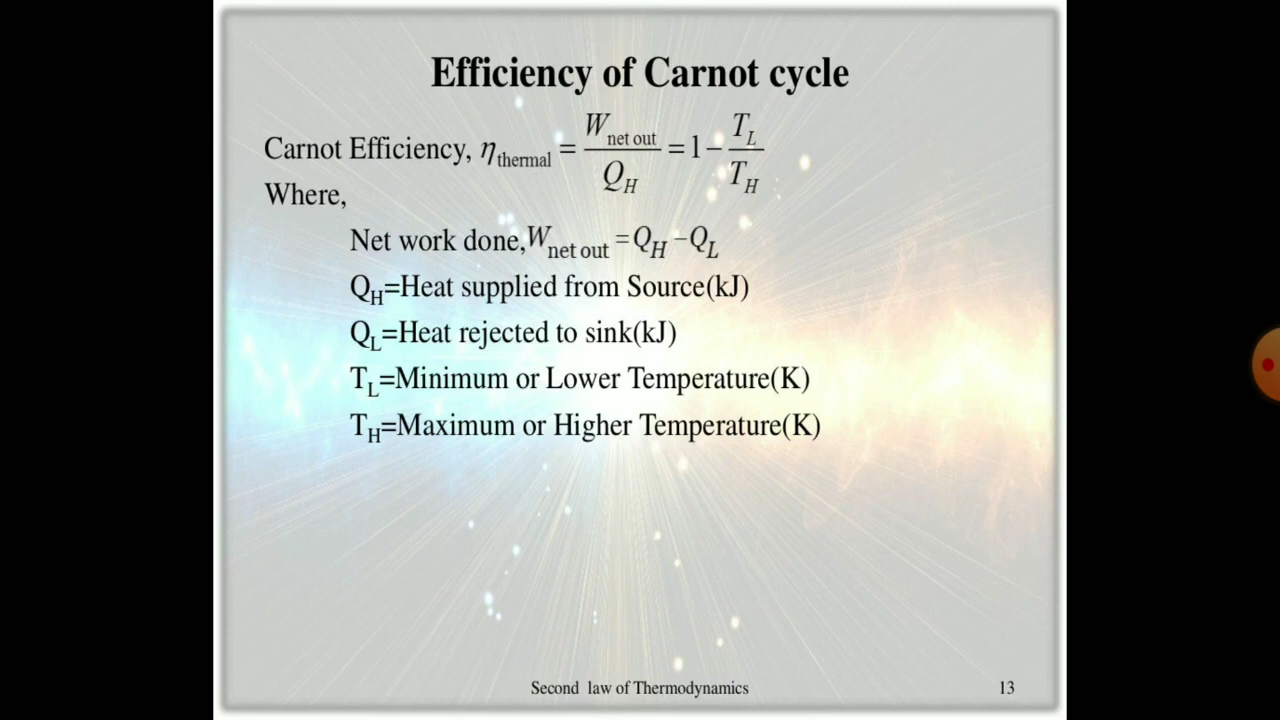 Efficiency of Carnot cycle
Carnot Efficiency, η_thermal = W_net out / Q_H = 1 − T_L / T_H
Where,
Net work done, W_net out = Q_H − Q_L
Q_H=Heat supplied from Source(kJ)
Q_L=Heat rejected to sink(kJ)
T_L=Minimum or Lower Temperature(K)
T_H=Maximum or Higher Temperature(K)
Second law of Thermodynamics 13